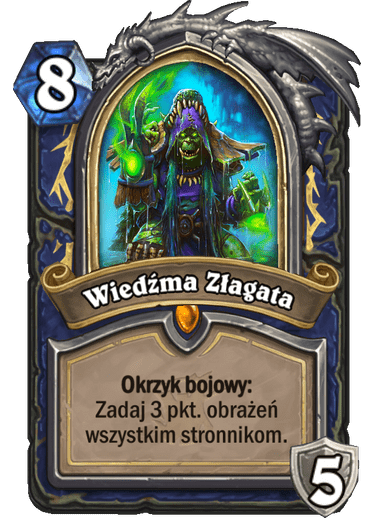 8
Wiedźma Złagata
Okrzyk bojowy:
Zadaj 3 pkt. obrażeń
wszystkim stronnikom.
5